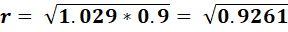 r = √1.029 * 0.9 = √0.9261